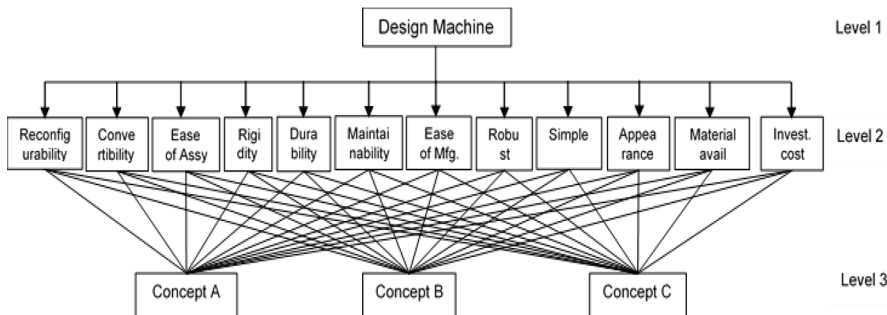 Design Machine
Level 1
Reconfig
urability
Conve
rtibility
Ease
of Assy
Rigi
dity
Dura
bility
Maintai
nability
Ease
of Mfg.
Robu
st
Simple
Appea
rance
Material
avail
Invest.
cost
Level 2
Concept A
Concept B
Concept C
Level 3